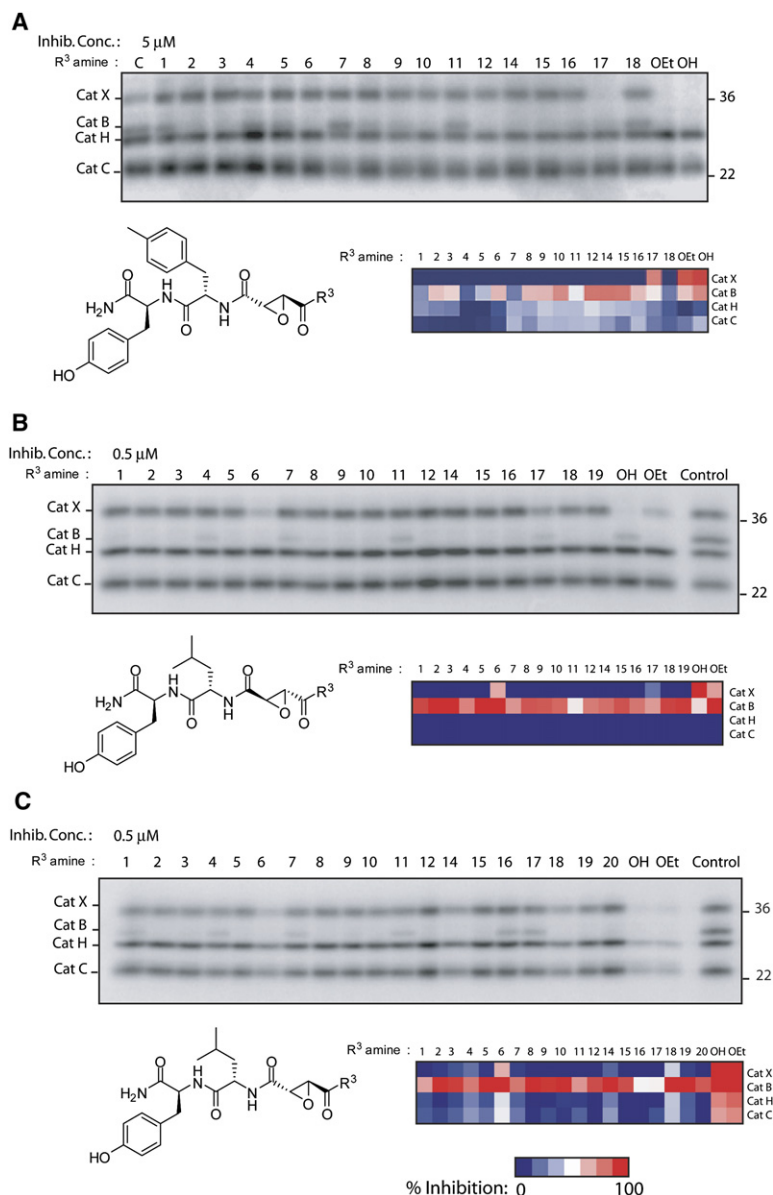 A
Inhib. Conc.: 5 μM
R³ amine : C 1 2 3 4 5 6 7 8 9 10 11 12 14 15 16 17 18 OEt OH
Cat X
Cat B
Cat H
Cat C
36
22
R³ amine : 1 2 3 4 5 6 7 8 9 10 11 12 14 15 16 17 18 OEt OH
Cat X
Cat B
Cat H
Cat C
O
H
N
H₂N
O
N
H
O
O
R³
O
HO
B
Inhib. Conc.: 0.5 μM
R³ amine : 1 2 3 4 5 6 7 8 9 10 11 12 14 15 16 17 18 19 OH OEt Control
Cat X
Cat B
Cat H
Cat C
36
22
R³ amine : 1 2 3 4 5 6 7 8 9 10 11 12 14 15 16 17 18 19 OH OEt
Cat X
Cat B
Cat H
Cat C
O
H
N
H₂N
O
N
H
O
O
R³
O
HO
C
Inhib. Conc.: 0.5 μM
R³ amine : 1 2 3 4 5 6 7 8 9 10 11 12 14 15 16 17 18 19 20 OH OEt Control
Cat X
Cat B
Cat H
Cat C
36
22
R³ amine : 1 2 3 4 5 6 7 8 9 10 11 12 13 14 15 16 17 18 19 20 OH OEt
Cat X
Cat B
Cat H
Cat C
O
H
N
H₂N
O
N
H
O
O
R³
O
HO
% Inhibition: 0 100